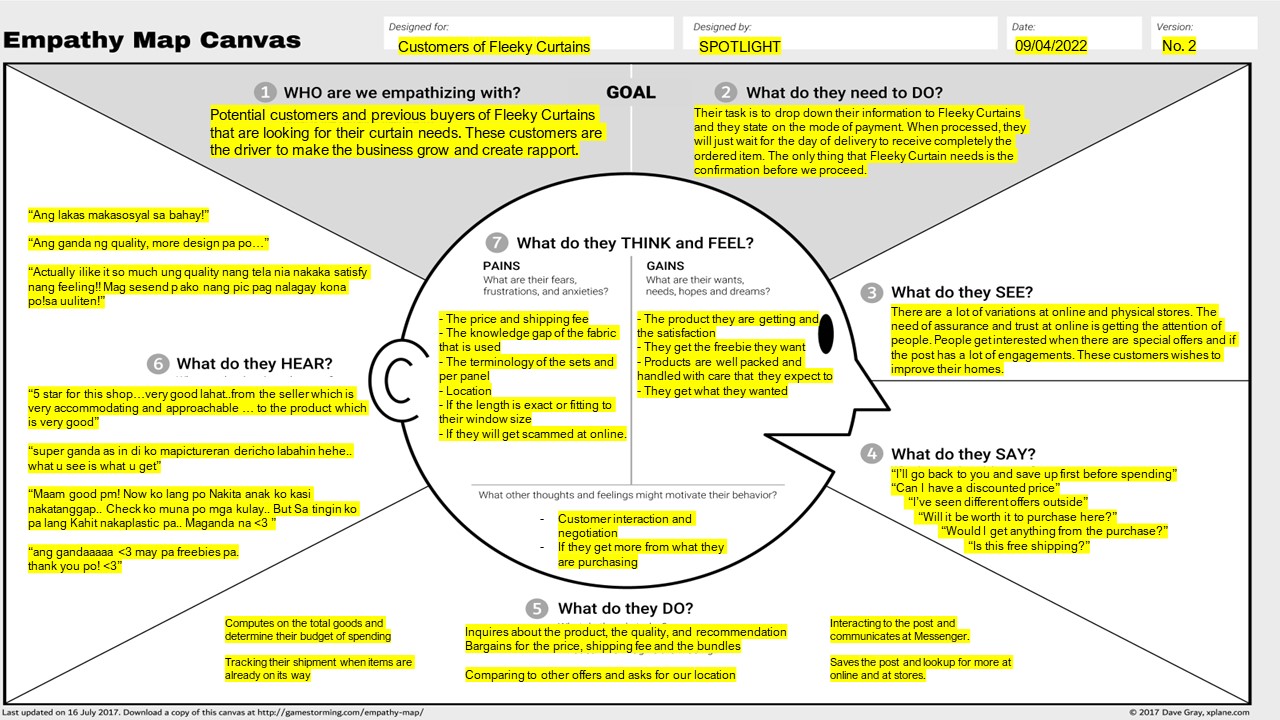 Empathy Map Canvas
Designed for:
Customers of Fleeky Curtains
Designed by:
SPOTLIGHT
Date:
09/04/2022
Version:
No. 2
1 WHO are we empathizing with?
Potential customers and previous buyers of Fleeky Curtains
that are looking for their curtain needs. These customers are
the driver to make the business grow and create rapport.
GOAL
2 What do they need to DO?
Their task is to drop down their information to Fleeky Curtains
and they state on the mode of payment. When processed, they
will just wait for the day of delivery to receive completely the
ordered item. The only thing that Fleeky Curtain needs is the
confirmation before we proceed.
3 What do they SEE?
There are a lot of variations at online and physical stores. The
need of assurance and trust at online is getting the attention of
people. People get interested when there are special offers and if
the post has a lot of engagements. These customers wishes to
improve their homes.
4 What do they SAY?
“I’ll go back to you and save up first before spending”
“Can I have a discounted price”
“I’ve seen different offers outside”
“Will it be worth it to purchase here?”
“Would I get anything from the purchase?”
“Is this free shipping?”
5 What do they DO?
Computes on the total goods and
determine their budget of spending
Tracking their shipment when items are
already on its way
Inquires about the product, the quality, and recommendation
Bargains for the price, shipping fee and the bundles
Comparing to other offers and asks for our location
Interacting to the post and
communicates at Messenger.
Saves the post and lookup for more at
online and at stores.
“Ang lakas makasosyal sa bahay!”
“Ang ganda ng quality, more design pa po…”
“Actually ilike it so much ung quality nang tela nia nakaka satisfy
nang feeling!! Mag sesend p ako nang pic pag nalagay kona
po!sa uuliten!”
6 What do they HEAR?
“5 star for this shop…very good lahat..from the seller which is
very accommodating and approachable … to the product which
is very good”
“super ganda as in di ko mapictureran dericho labahin hehe..
what u see is what u get”
“Maam good pm! Now ko lang po Nakita anak ko kasi
nakatanggap.. Check ko muna po mga kulay.. But Sa tingin ko
pa lang Kahit nakaplastic pa.. Maganda na <3 ”
“ang gandaaaaa <3 may pa freebies pa.
thank you po! <3”
7 What do they THINK and FEEL?
PAINS
What are their fears,
frustrations, and anxieties?
- The price and shipping fee
- The knowledge gap of the fabric
that is used
- The terminology of the sets and
per panel
- Location
- If the length is exact or fitting to
their window size
- If they will get scammed at online.
GAINS
What are their wants,
needs, hopes and dreams?
- The product they are getting and
the satisfaction
- They get the freebie they want
- Products are well packed and
handled with care that they expect to
- They get what they wanted
What other thoughts and feelings might motivate their behavior?
- Customer interaction and
negotiation
- If they get more from what they
are purchasing
Last updated on 16 July 2017. Download a copy of this canvas at http://gamestorming.com/empathy-map/
© 2017 Dave Gray, xplane.com